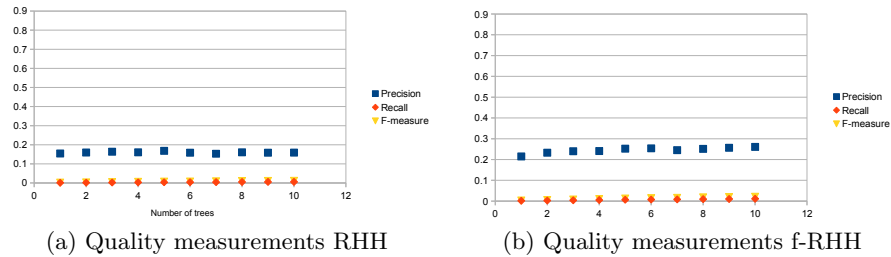 0.9
0.8
0.7
0.6
0.5
0.4
0.3
0.2
0.1
0
0 2 4 6 8 10 12
Number of trees
Precision
Recall
F-measure
(a) Quality measurements RHH
0.9
0.8
0.7
0.6
0.5
0.4
0.3
0.2
0.1
0
0 2 4 6 8 10 12
Precision
Recall
F-measure
(b) Quality measurements f-RHH